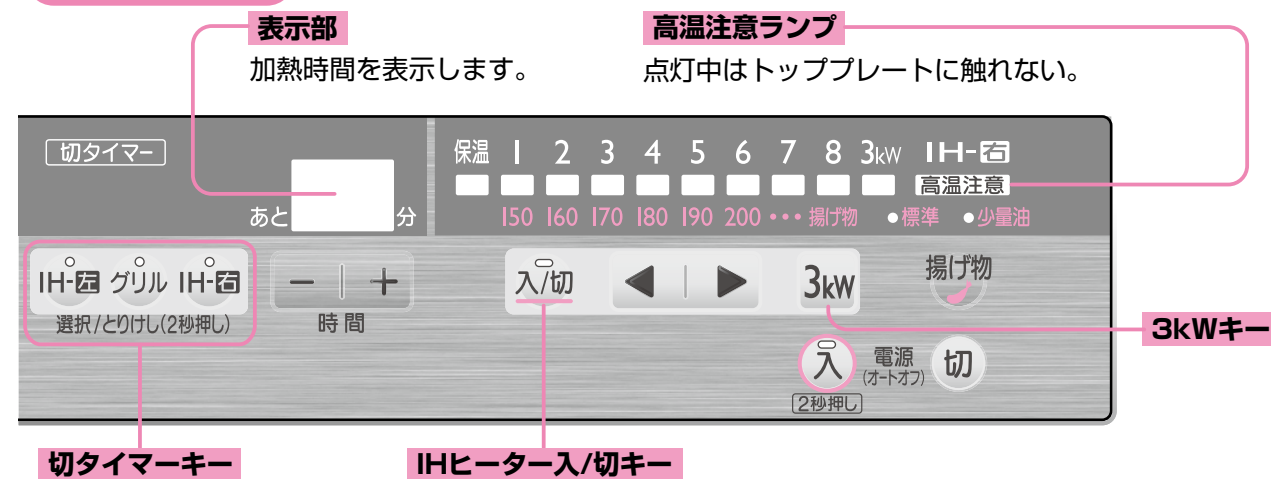 表示部
加熱時間を表示します。
高温注意ランプ
点灯中はトッププレートに触れない。
切タイマー
あと 分
保温 1 2 3 4 5 6 7 8 3kW IH-右
高温注意
150 160 170 180 190 200 ••• 揚げ物 ●標準 ●少量油
IH-左 グリル IH-右
選択/とりけし(2秒押し)
− +
時間
入/切
◀ ▶
3kW
揚げ物
3kWキー
入 電源 切
(オートオフ)
2秒押し
切タイマーキー
IHヒーター入/切キー